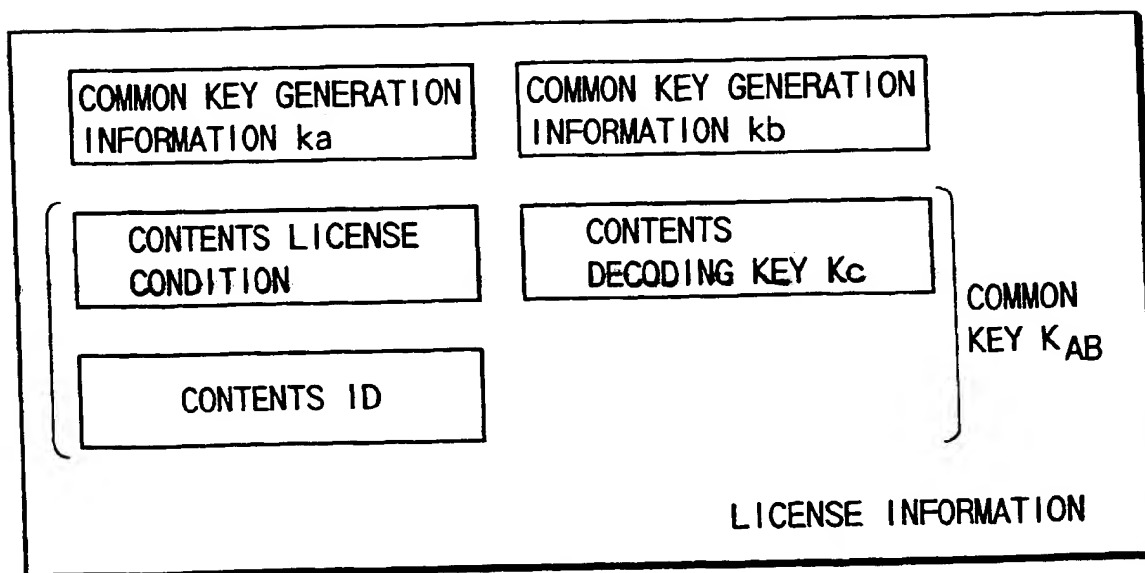 COMMON KEY GENERATION
INFORMATION ka
COMMON KEY GENERATION
INFORMATION kb
CONTENTS LICENSE
CONDITION
CONTENTS
DECODING KEY Kc
CONTENTS ID
COMMON
KEY KAB
LICENSE INFORMATION